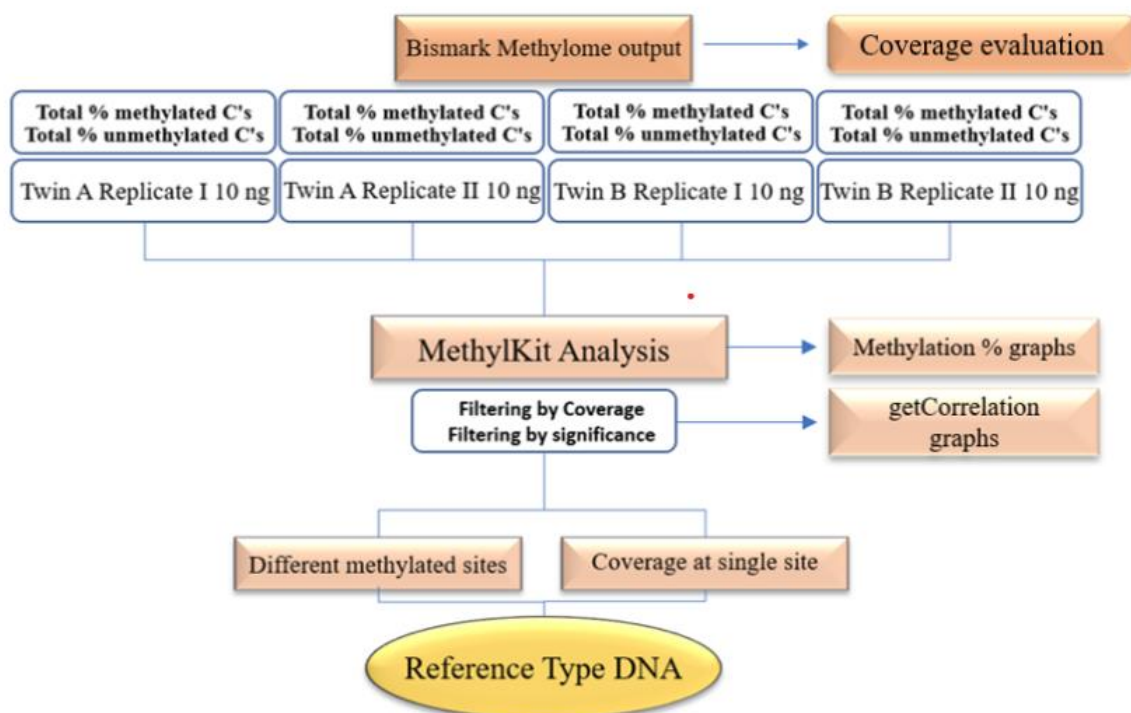 Bismark Methylome output
Coverage evaluation
Total % methylated C's
Total % unmethylated C's
Total % methylated C's
Total % unmethylated C's
Total % methylated C's
Total % unmethylated C's
Total % methylated C's
Total % unmethylated C's
Twin A Replicate I 10 ng
Twin A Replicate II 10 ng
Twin B Replicate I 10 ng
Twin B Replicate II 10 ng
MethylKit Analysis
Methylation % graphs
Filtering by Coverage
Filtering by significance
getCorrelation
graphs
Different methylated sites
Coverage at single site
Reference Type DNA